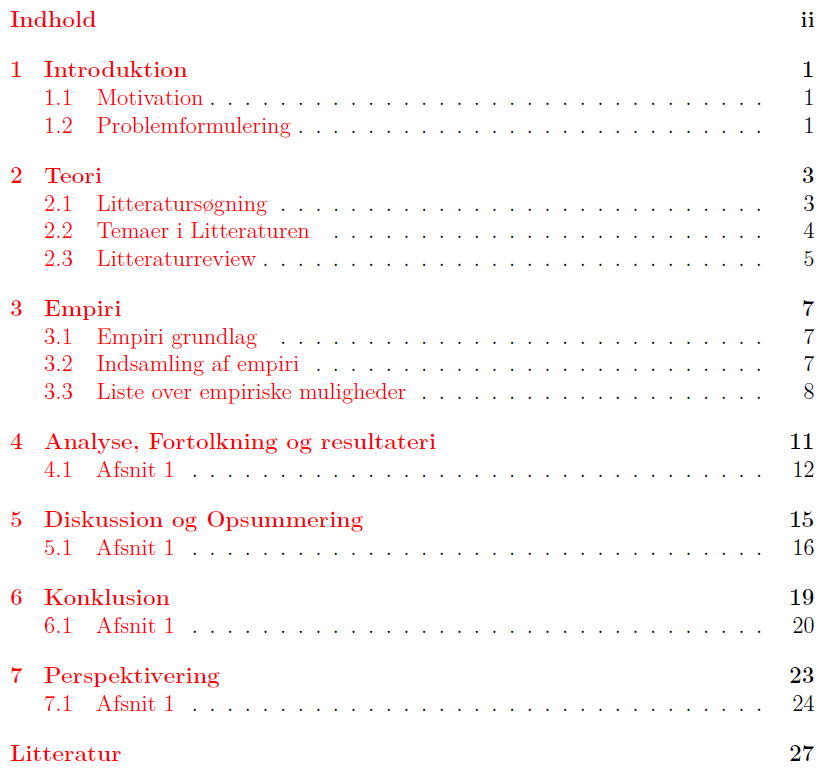 Indhold ii
1 Introduktion 1
1.1 Motivation . . . . . . . . . . . . . . . . . . . . . . . . . . . . . . . . 1
1.2 Problemformulering . . . . . . . . . . . . . . . . . . . . . . . . . . . 1
2 Teori 3
2.1 Litteratursøgning . . . . . . . . . . . . . . . . . . . . . . . . . . . . 3
2.2 Temaer i Litteraturen . . . . . . . . . . . . . . . . . . . . . . . . . 4
2.3 Litteraturreview . . . . . . . . . . . . . . . . . . . . . . . . . . . . . 5
3 Empiri 7
3.1 Empiri grundlag . . . . . . . . . . . . . . . . . . . . . . . . . . . . 7
3.2 Indsamling af empiri . . . . . . . . . . . . . . . . . . . . . . . . . . 7
3.3 Liste over empiriske muligheder . . . . . . . . . . . . . . . . . . . . 8
4 Analyse, Fortolkning og resultateri 11
4.1 Afsnit 1 . . . . . . . . . . . . . . . . . . . . . . . . . . . . . . . . . 12
5 Diskussion og Opsummering 15
5.1 Afsnit 1 . . . . . . . . . . . . . . . . . . . . . . . . . . . . . . . . . 16
6 Konklusion 19
6.1 Afsnit 1 . . . . . . . . . . . . . . . . . . . . . . . . . . . . . . . . . 20
7 Perspektivering 23
7.1 Afsnit 1 . . . . . . . . . . . . . . . . . . . . . . . . . . . . . . . . . 24
Litteratur 27